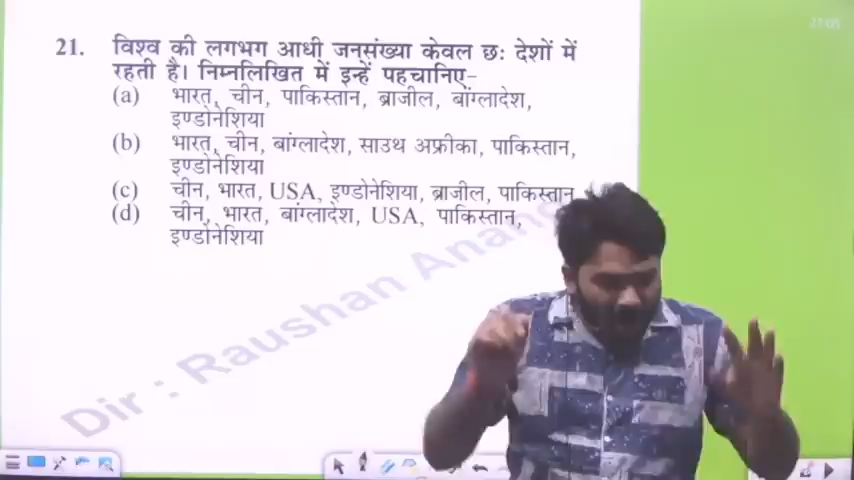 21. विश्व की लगभग आधी जनसंख्या केवल छः देशों में
रहती है। निम्नलिखित में इन्हें पहचानिए-
(a) भारत, चीन, पाकिस्तान, ब्राजील, बांग्लादेश,
इण्डोनेशिया
(b) भारत, चीन, बांग्लादेश, साउथ अफ्रीका, पाकिस्तान,
इण्डोनेशिया
(c) चीन, भारत, USA, इण्डोनेशिया, ब्राजील, पाकिस्तान
(d) चीन, भारत, बांग्लादेश, USA, पाकिस्तान,
इण्डोनेशिया
Dir : Raushan Anand